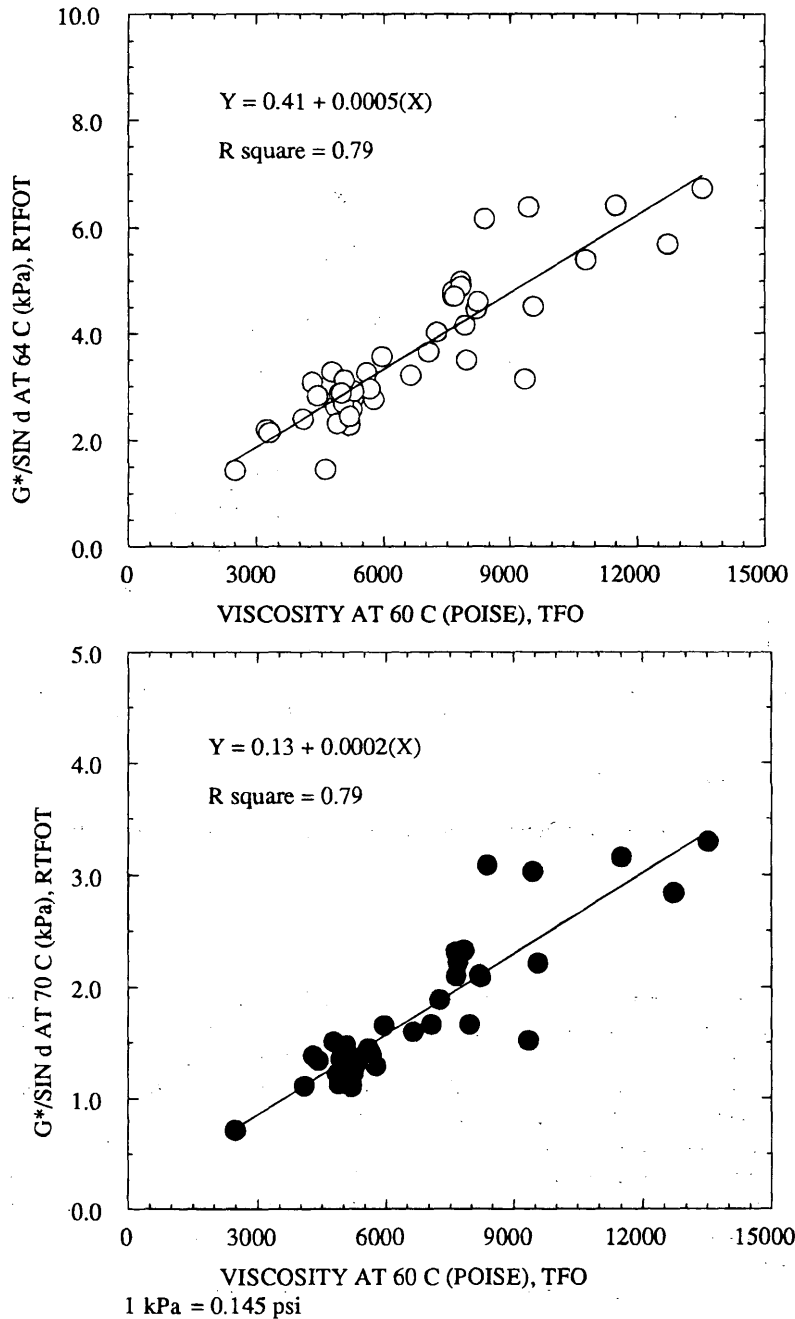 10.0
Y = 0.41 + 0.0005(X)
8.0
R square = 0.79
6.0
4.0
2.0
0.0
G*/SIN d AT 64 C (kPa), RTFOT
0 3000 6000 9000 12000 15000
VISCOSITY AT 60 C (POISE), TFO
5.0
Y = 0.13 + 0.0002(X)
4.0
R square = 0.79
3.0
2.0
1.0
0.0
G*/SIN d AT 70 C (kPa), RTFOT
0 3000 6000 9000 12000 15000
VISCOSITY AT 60 C (POISE), TFO
1 kPa = 0.145 psi